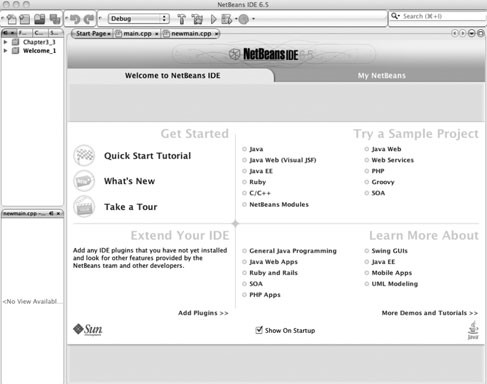 NetBeans IDE 6.5
Debug
Search (⌘+I)
Start Page
main.cpp
newmain.cpp
Chapter3_3
Welcome_1
NetBeans IDE 6.5
Welcome to NetBeans IDE
My NetBeans
Get Started
Quick Start Tutorial
What's New
Take a Tour
Java
Java Web (Visual JSF)
Java EE
Ruby
C/C++
NetBeans Modules
Try a Sample Project
Java Web
Web Services
PHP
Groovy
SOA
newmain.cpp -...
<No View Availabl...
Extend Your IDE
Add any IDE plugins that you have not yet installed
and look for other features provided by the
NetBeans team and other developers.
Add Plugins >>
General Java Programming
Java Web Apps
Ruby and Rails
SOA
PHP Apps
Learn More About
Swing GUIs
Java EE
Mobile Apps
UML Modeling
More Demos and Tutorials >>
Sun
Show On Startup
Java